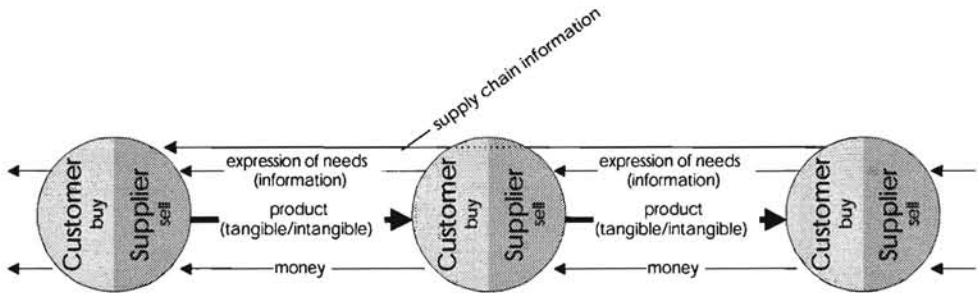 supply chain information
Customer
buy
Supplier
sell
expression of needs
(information)
product
(tangible/intangible)
money
Customer
buy
Supplier
sell
expression of needs
(information)
product
(tangible/intangible)
money
Customer
buy
Supplier
sell